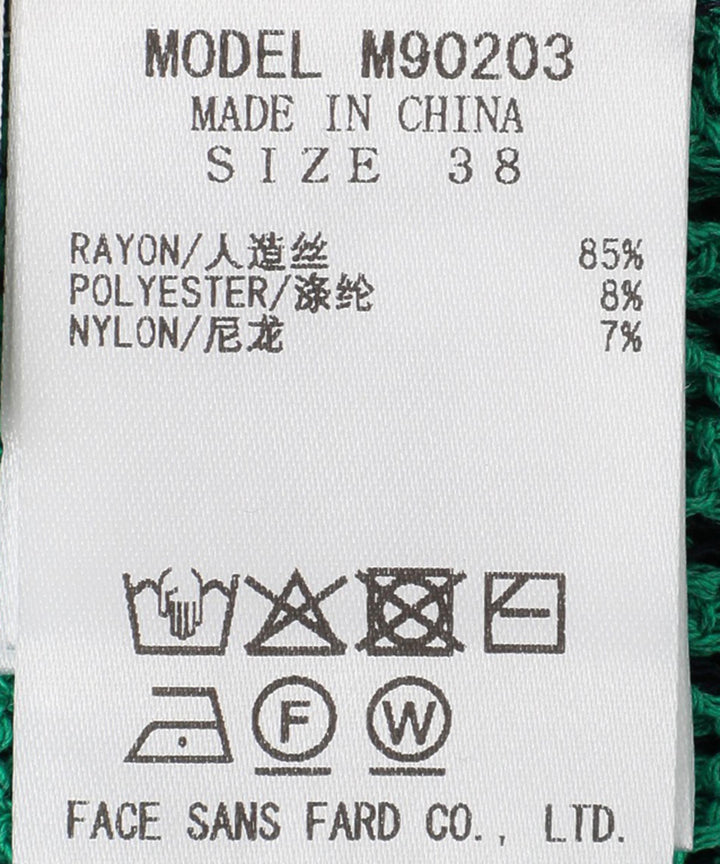 MODEL M90203
MADE IN CHINA
SIZE 38
RAYON/人造丝 85%
POLYESTER/涤纶 8%
NYLON/尼龙 7%
F W
FACE SANS FARD CO., LTD.